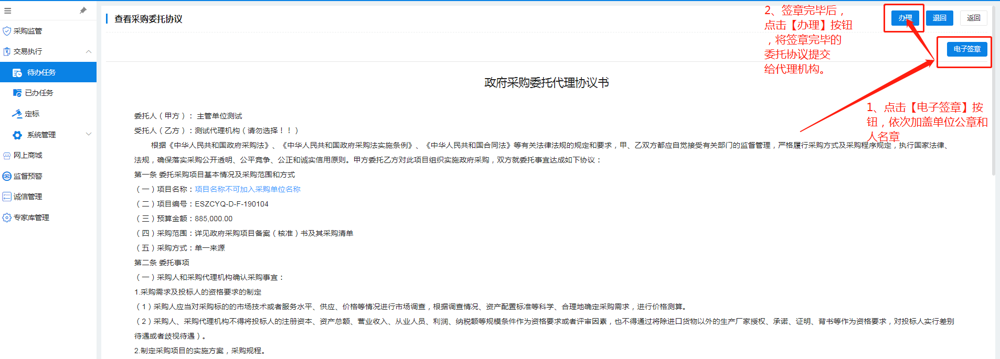 采购监管
交易执行
待办任务
已办任务
定标
系统管理
网上商城
监督预警
诚信管理
专家库管理
查看采购委托协议
办理
退回
返回
电子签章
2、签章完毕后，
点击【办理】按钮
，将签章完毕的
委托协议提交
给代理机构。
1、点击【电子签章】按
钮，依次加盖单位公章和
人名章
政府采购委托代理协议书
委托人（甲方）： 主管单位测试
受托人（乙方）：测试代理机构（请勿选择！！）
根据《中华人民共和国政府采购法》、《中华人民共和国政府采购法实施条例》、《中华人民共和国合同法》等有关法律法规的规定和要求，甲、乙双方都应自觉接受有关部门的监督管理，严格履行采购方式及采购程序规定，执行国家法律、
法规，确保落实采购公开透明、公平竞争、公正和诚实信用原则。甲方委托乙方对此项目组织实施政府采购，双方就委托事宜达成如下协议：
第一条 委托采购项目基本情况及采购范围和方式
（一）项目名称：项目名称不可加入采购单位名称
（二）项目编号：ESZCYQ-D-F-190104
（三）预算金额：885,000.00
（四）采购范围：详见政府采购项目备案（核准）书及其采购清单
（五）采购方式：单一来源
第二条 委托事项
（一）采购人和采购代理机构确认采购事宜：
1.采购需求及投标人的资格要求的制定
（1）采购人应当对采购标的的市场技术或者服务水平、供应、价格等情况进行市场调查，根据调查情况、资产配置标准等科学、合理地确定采购需求，进行价格测算。
（2）采购人、采购代理机构不得将投标人的注册资本、资产总额、营业收入、从业人员、利润、纳税额等规模条件作为资格要求或者评审因素，也不得通过将除进口货物以外的生产厂家授权、承诺、证明、背书等作为资格要求，对投标人实行差别
待遇或者歧视待遇）。
2.制定采购项目的实施方案，采购规程。